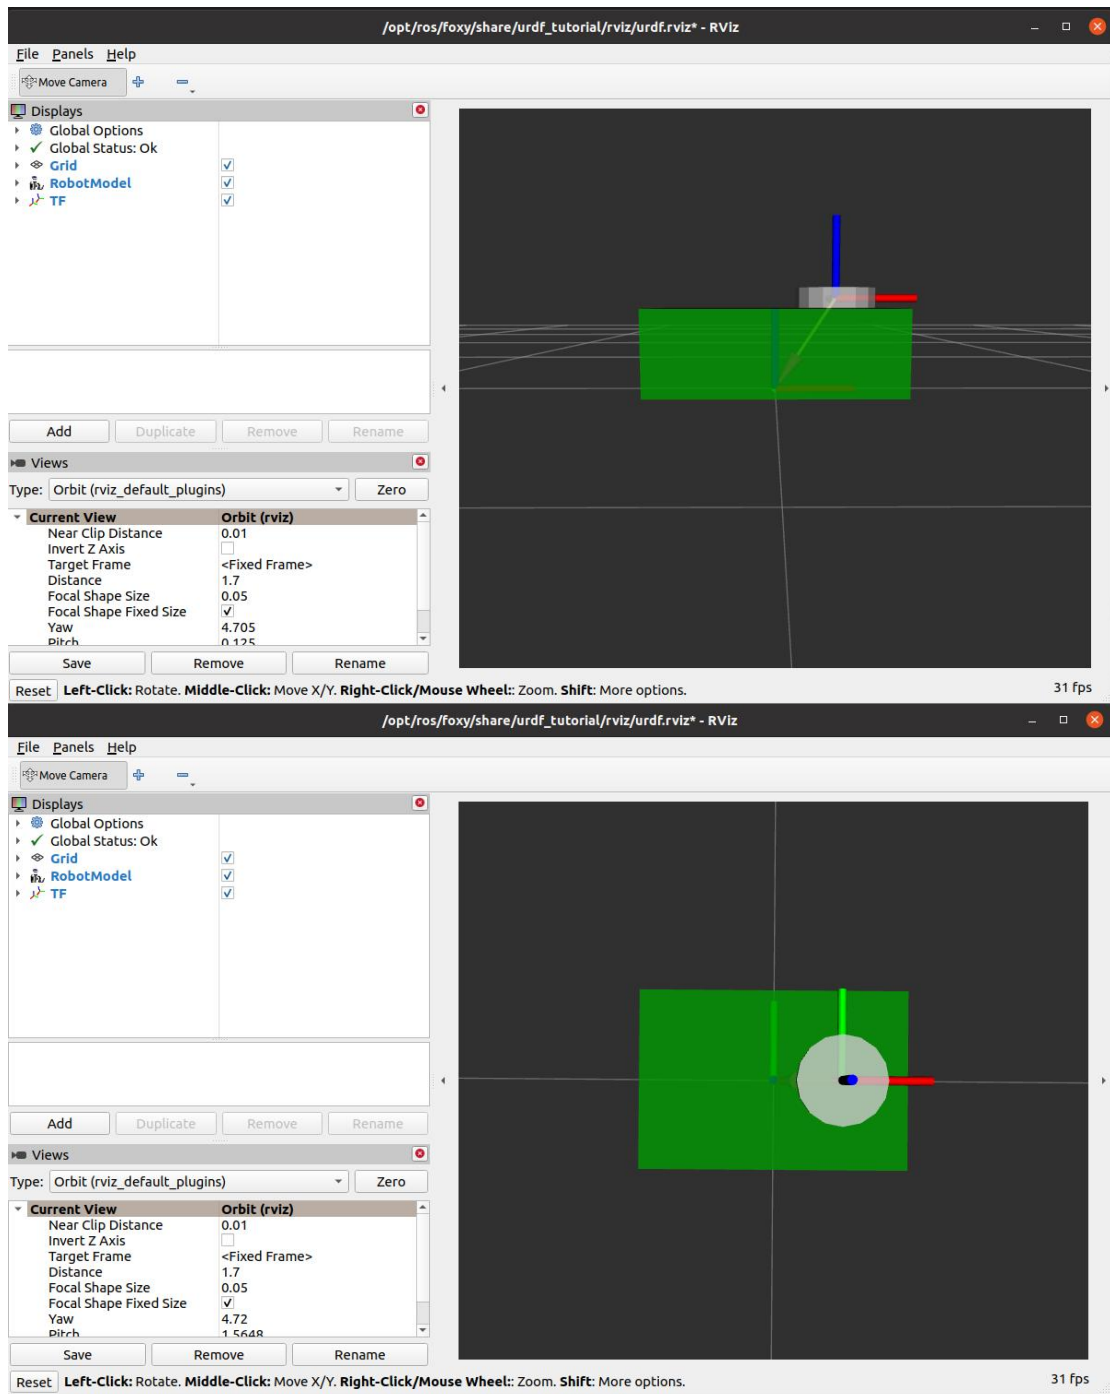 /opt/ros/foxy/share/urdf_tutorial/rviz/urdf.rviz* - RViz
File Panels Help
Move Camera
Displays
Global Options
Global Status: Ok
Grid
RobotModel
TF
Add Duplicate Remove Rename
Views
Type: Orbit (rviz_default_plugins) Zero
Current View Orbit (rviz)
Near Clip Distance 0.01
Invert Z Axis
Target Frame <Fixed Frame>
Distance 1.7
Focal Shape Size 0.05
Focal Shape Fixed Size
Yaw 4.705
Pitch 0.125
Save Remove Rename
Reset Left-Click: Rotate. Middle-Click: Move X/Y. Right-Click/Mouse Wheel:: Zoom. Shift: More options. 31 fps
/opt/ros/foxy/share/urdf_tutorial/rviz/urdf.rviz* - RViz
File Panels Help
Move Camera
Displays
Global Options
Global Status: Ok
Grid
RobotModel
TF
Add Duplicate Remove Rename
Views
Type: Orbit (rviz_default_plugins) Zero
Current View Orbit (rviz)
Near Clip Distance 0.01
Invert Z Axis
Target Frame <Fixed Frame>
Distance 1.7
Focal Shape Size 0.05
Focal Shape Fixed Size
Yaw 4.72
Pitch 1.5648
Save Remove Rename
Reset Left-Click: Rotate. Middle-Click: Move X/Y. Right-Click/Mouse Wheel:: Zoom. Shift: More options. 31 fps